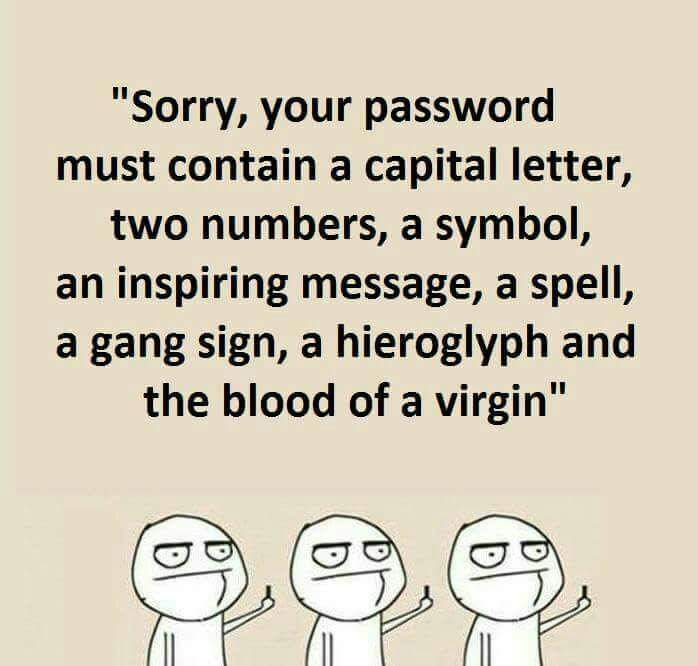 "Sorry, your password
must contain a capital letter,
two numbers, a symbol,
an inspiring message, a spell,
a gang sign, a hieroglyph and
the blood of a virgin"